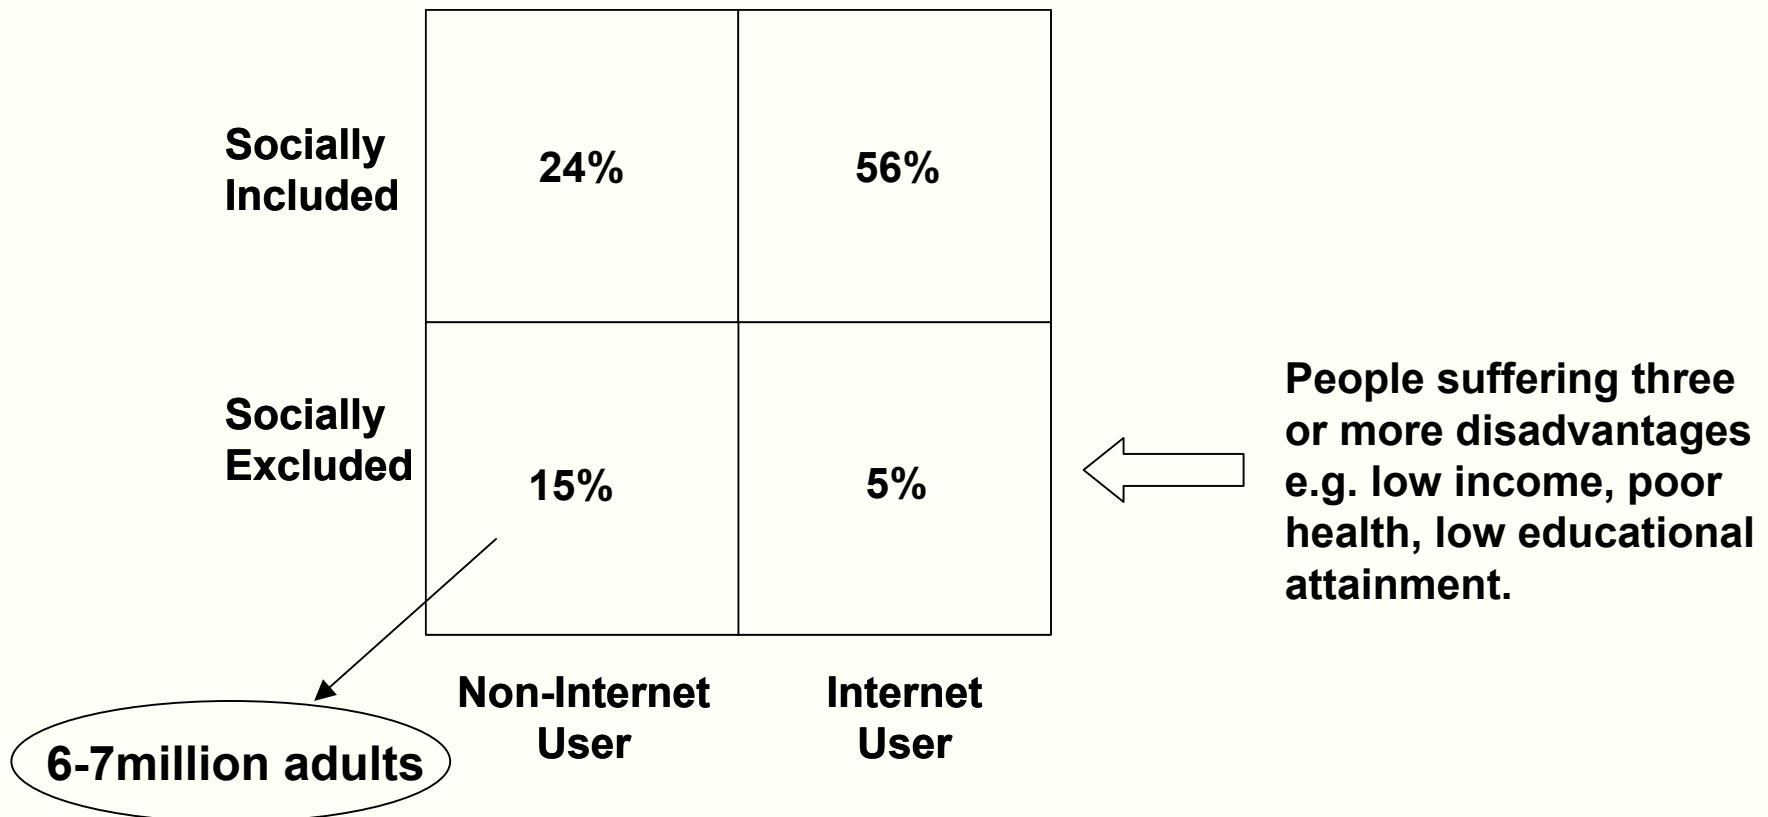 Socially
Included
24%
56%
Socially
Excluded
15%
5%
People suffering three
or more disadvantages
e.g. low income, poor
health, low educational
attainment.
Non-Internet
User
Internet
User
6-7million adults